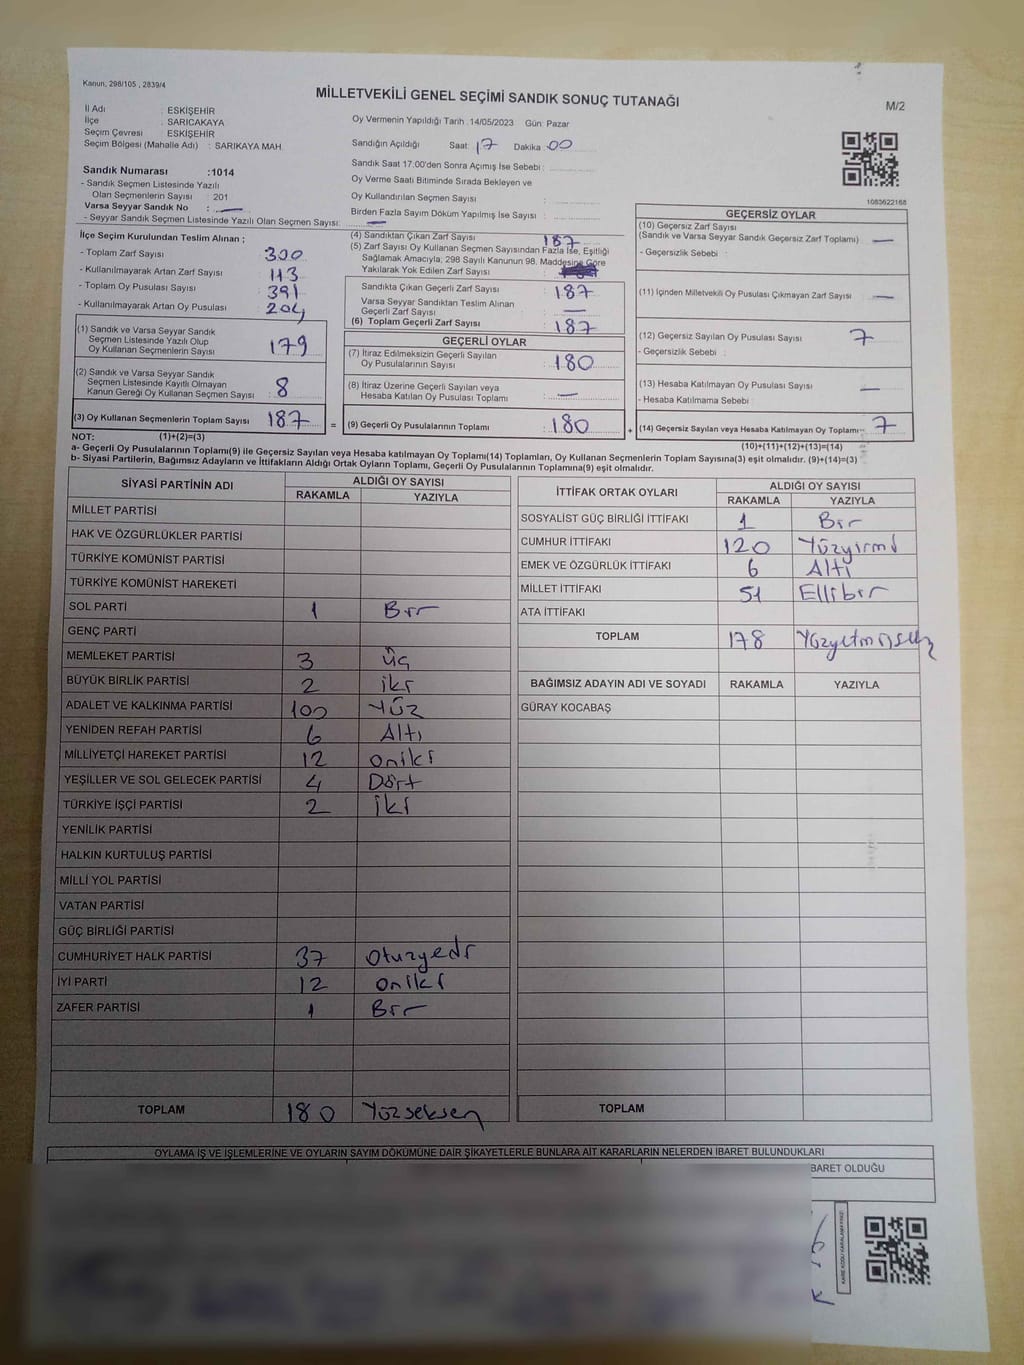 Kanun; 298/105 , 2839/4
MİLLETVEKİLİ GENEL SEÇİMİ SANDIK SONUÇ TUTANAĞI
M/2
İl Adı : ESKİŞEHİR
İlçe : SARICAKAYA
Seçim Çevresi : ESKİŞEHİR
Seçim Bölgesi (Mahalle Adı) : SARIKAYA MAH.
Oy Vermenin Yapıldığı Tarih :14/05/2023 Gün: Pazar
Sandığın Açıldığı Saat: 17 Dakika: 00
Sandık Saat 17.00'den Sonra Açımış İse Sebebi :
Oy Verme Saati Bitiminde Sırada Bekleyen ve
Oy Kullandırılan Seçmen Sayısı :
Birden Fazla Sayım Döküm Yapılmış İse Sayısı :
Sandık Numarası :1014
- Sandık Seçmen Listesinde Yazılı
Olan Seçmenlerin Sayısı : 201
Varsa Seyyar Sandık No : —
- Seyyar Sandık Seçmen Listesinde Yazılı Olan Seçmen Sayısı: —
1083622168
İlçe Seçim Kurulundan Teslim Alınan ;
- Toplam Zarf Sayısı : 300
- Kullanılmayarak Artan Zarf Sayısı : 113
- Toplam Oy Pusulası Sayısı : 391
- Kullanılmayarak Artan Oy Pusulası : 204
(1) Sandık ve Varsa Seyyar Sandık
Seçmen Listesinde Yazılı Olup
Oy Kullanan Seçmenlerin Sayısı : 179
(2) Sandık ve Varsa Seyyar Sandık
Seçmen Listesinde Kayıtlı Olmayan
Kanun Gereği Oy Kullanan Seçmen Sayısı : 8
(3) Oy Kullanan Seçmenlerin Toplam Sayısı : 187 =
(4) Sandıktan Çıkan Zarf Sayısı : 187
(5) Zarf Sayısı Oy Kullanan Seçmen Sayısından Fazla İse, Eşitliği
Sağlamak Amacıyla; 298 Sayılı Kanunun 98. Maddesine Göre
Yakılarak Yok Edilen Zarf Sayısı :
Sandıkta Çıkan Geçerli Zarf Sayısı : 187
Varsa Seyyar Sandıktan Teslim Alınan
Geçerli Zarf Sayısı : —
(6) Toplam Geçerli Zarf Sayısı : 187
GEÇERLİ OYLAR
(7) İtiraz Edilmeksizin Geçerli Sayılan
Oy Pusulalarının Sayısı : 180
(8) İtiraz Üzerine Geçerli Sayılan veya
Hesaba Katılan Oy Pusulası Toplamı : —
(9) Geçerli Oy Pusulalarının Toplamı : 180 +
GEÇERSİZ OYLAR
(10) Geçersiz Zarf Sayısı
(Sandık ve Varsa Seyyar Sandık Geçersiz Zarf Toplamı) —
- Geçersizlik Sebebi :
(11) İçinden Milletvekili Oy Pusulası Çıkmayan Zarf Sayısı —
(12) Geçersiz Sayılan Oy Pusulası Sayısı : 7
- Geçersizlik Sebebi :
(13) Hesaba Katılmayan Oy Pusulası Sayısı —
- Hesaba Katılmama Sebebi :
(14) Geçersiz Sayılan veya Hesaba Katılmayan Oy Toplamı: 7
NOT: (1)+(2)=(3)
(10)+(11)+(12)+(13)=(14)
a- Geçerli Oy Pusulalarının Toplamı(9) ile Geçersiz Sayılan veya Hesaba katılmayan Oy Toplamı(14) Toplamları, Oy Kullanan Seçmenlerin Toplam Sayısına(3) eşit olmalıdır. (9)+(14)=(3)
b- Siyasi Partilerin, Bağımsız Adayların ve İttifakların Aldığı Ortak Oyların Toplamı, Geçerli Oy Pusulalarının Toplamına(9) eşit olmalıdır.
SİYASİ PARTİNİN ADI ALDIĞI OY SAYISI
RAKAMLA YAZIYLA
MİLLET PARTİSİ
HAK VE ÖZGÜRLÜKLER PARTİSİ
TÜRKİYE KOMÜNİST PARTİSİ
TÜRKİYE KOMÜNİST HAREKETİ
SOL PARTİ 1 Bir
GENÇ PARTİ
MEMLEKET PARTİSİ 3 üç
BÜYÜK BİRLİK PARTİSİ 2 iki
ADALET VE KALKINMA PARTİSİ 100 Yüz
YENİDEN REFAH PARTİSİ 6 Altı
MİLLİYETÇİ HAREKET PARTİSİ 12 oniki
YEŞİLLER VE SOL GELECEK PARTİSİ 4 Dört
TÜRKİYE İŞÇİ PARTİSİ 2 iki
YENİLİK PARTİSİ
HALKIN KURTULUŞ PARTİSİ
MİLLİ YOL PARTİSİ
VATAN PARTİSİ
GÜÇ BİRLİĞİ PARTİSİ
CUMHURİYET HALK PARTİSİ 37 Otuzyedi
İYİ PARTİ 12 oniki
ZAFER PARTİSİ 1 Bir
TOPLAM 180 Yüzseksen
İTTİFAK ORTAK OYLARI ALDIĞI OY SAYISI
RAKAMLA YAZIYLA
SOSYALİST GÜÇ BİRLİĞİ İTTİFAKI 1 Bir
CUMHUR İTTİFAKI 120 Yüzyirmi
EMEK VE ÖZGÜRLÜK İTTİFAKI 6 Altı
MİLLET İTTİFAKI 51 Ellibir
ATA İTTİFAKI
TOPLAM 178 Yüzyetmişsekiz
BAĞIMSIZ ADAYIN ADI VE SOYADI RAKAMLA YAZIYLA
GÜRAY KOCABAŞ
TOPLAM
OYLAMA İŞ VE İŞLEMLERİNE VE OYLARIN SAYIM DÖKÜMÜNE DAİR ŞİKAYETLERLE BUNLARA AİT KARARLARIN NELERDEN İBARET BULUNDUKLARI
BARET OLDUĞU